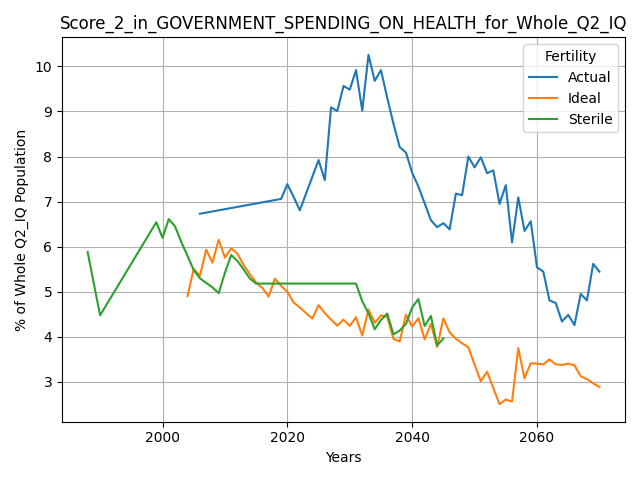 Score_2_in_GOVERNMENT_SPENDING_ON_HEALTH_for_Whole_Q2_IQ
Fertility
Actual
Ideal
Sterile
% of Whole Q2_IQ Population
10
9
8
7
6
5
4
3
2000
2020
2040
2060
Years